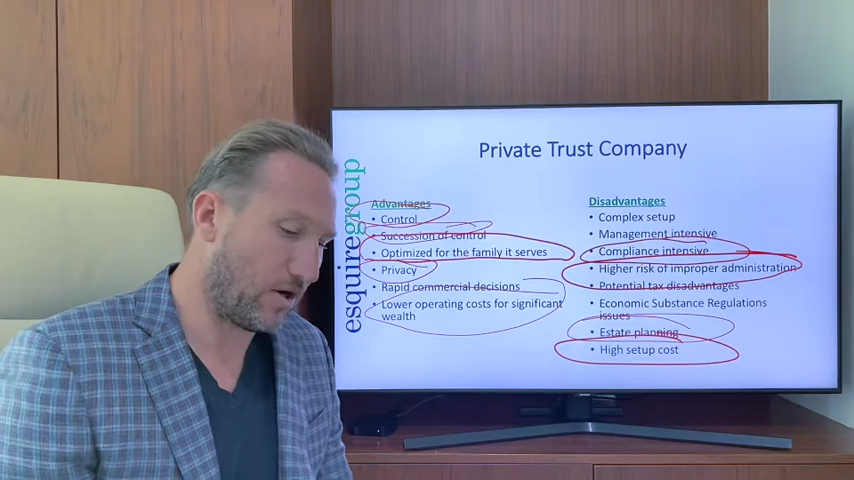 Private Trust Company
esquiregroup
Advantages
• Control
• Succession of control
• Optimized for the family it serves
• Privacy
• Rapid commercial decisions
• Lower operating costs for significant
wealth
Disadvantages
• Complex setup
• Management intensive
• Compliance intensive
• Higher risk of improper administration
• Potential tax disadvantages
• Economic Substance Regulations
issues
• Estate planning
• High setup cost